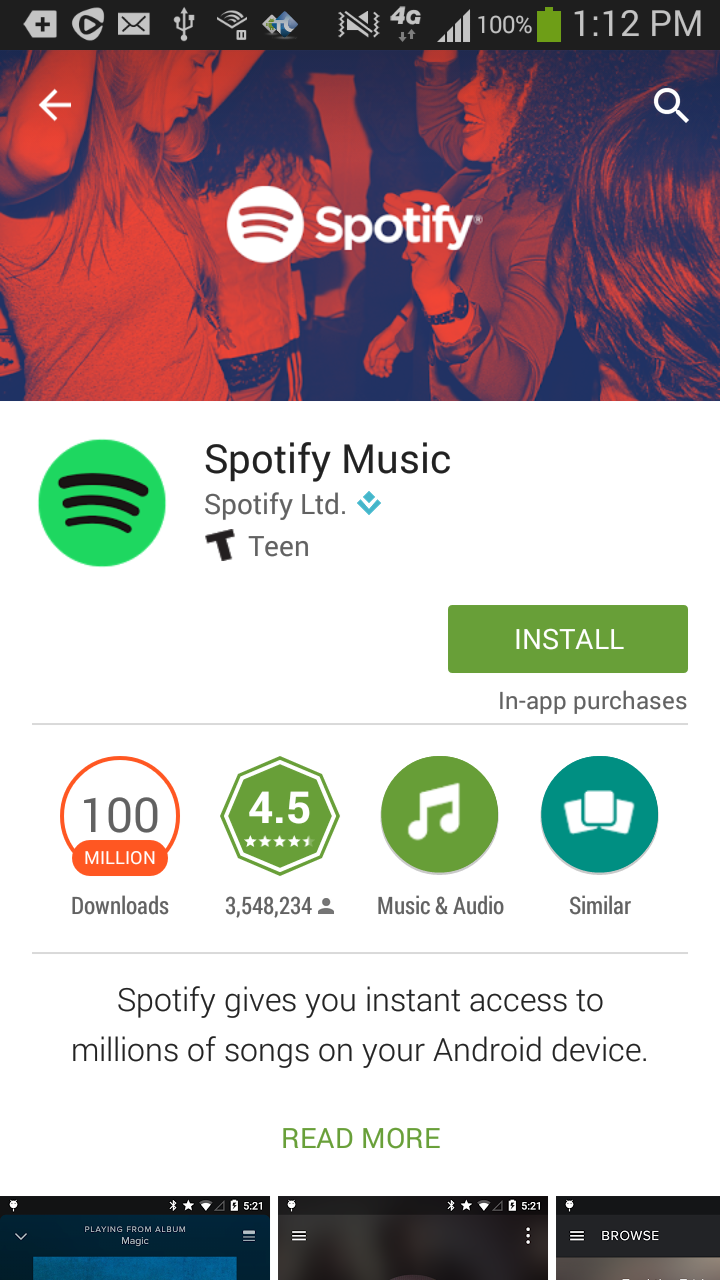 4G 100% 1:12 PM
Spotify®
Spotify Music
Spotify Ltd.
T Teen
INSTALL
In-app purchases
100
MILLION
Downloads
4.5
3,548,234
Music & Audio
Similar
Spotify gives you instant access to
millions of songs on your Android device.
READ MORE
5:21
PLAYING FROM ALBUM
Magic
5:21
BROWSE